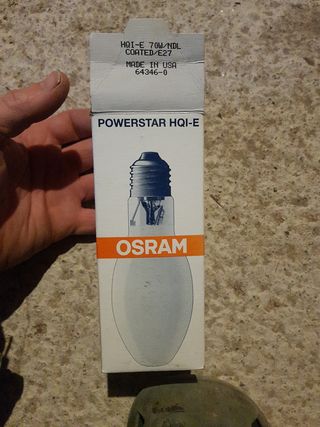 HQI-E 70W/NDL
COATED/E27
MADE IN USA
64346-0
POWERSTAR HQI-E
OSRAM